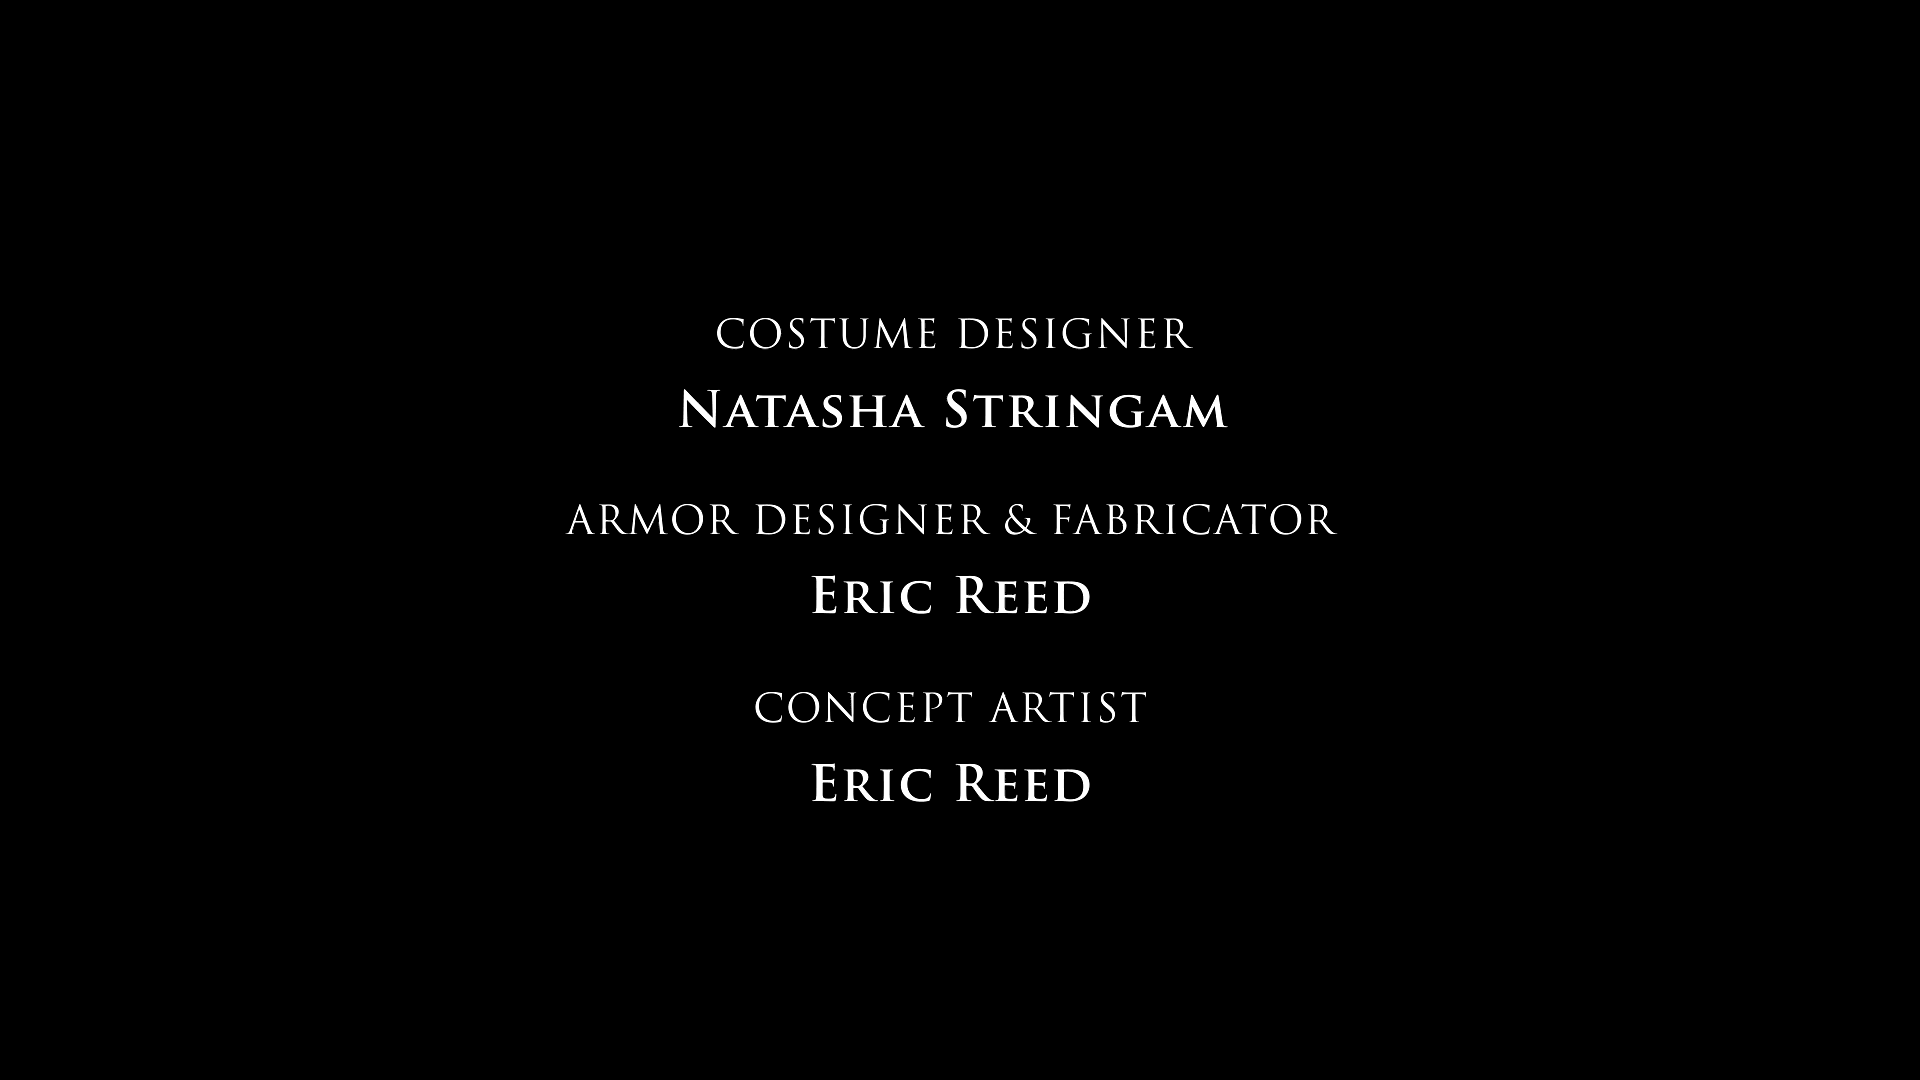 COSTUME DESIGNER
NATASHA STRINGAM
ARMOR DESIGNER & FABRICATOR
ERIC REED
CONCEPT ARTIST
ERIC REED